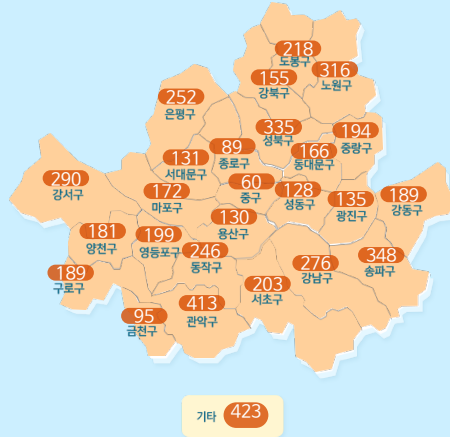 218
도봉구
316
노원구
155
강북구
252
은평구
335
성북구
194
중랑구
89
종로구
166
동대문구
131
서대문구
290
강서구
172
마포구
60
중구
128
성동구
135
광진구
189
강동구
130
용산구
181
양천구
199
영등포구
246
동작구
348
송파구
276
강남구
189
구로구
203
서초구
413
관악구
95
금천구
기타 423